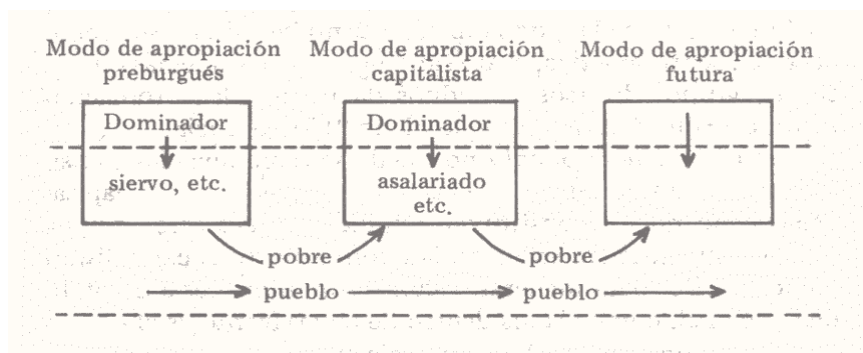 Modo de apropiación
preburgués
Modo de apropiación
capitalista
Modo de apropiación
futura
Dominador
siervo, etc.
Dominador
asalariado
etc.
pobre
pobre
pueblo
pueblo